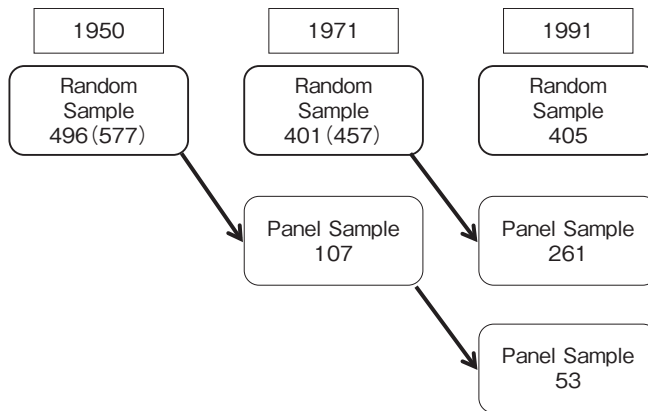 1950
1971
1991
Random
Sample
496(577)
Random
Sample
401(457)
Random
Sample
405
Panel Sample
107
Panel Sample
261
Panel Sample
53